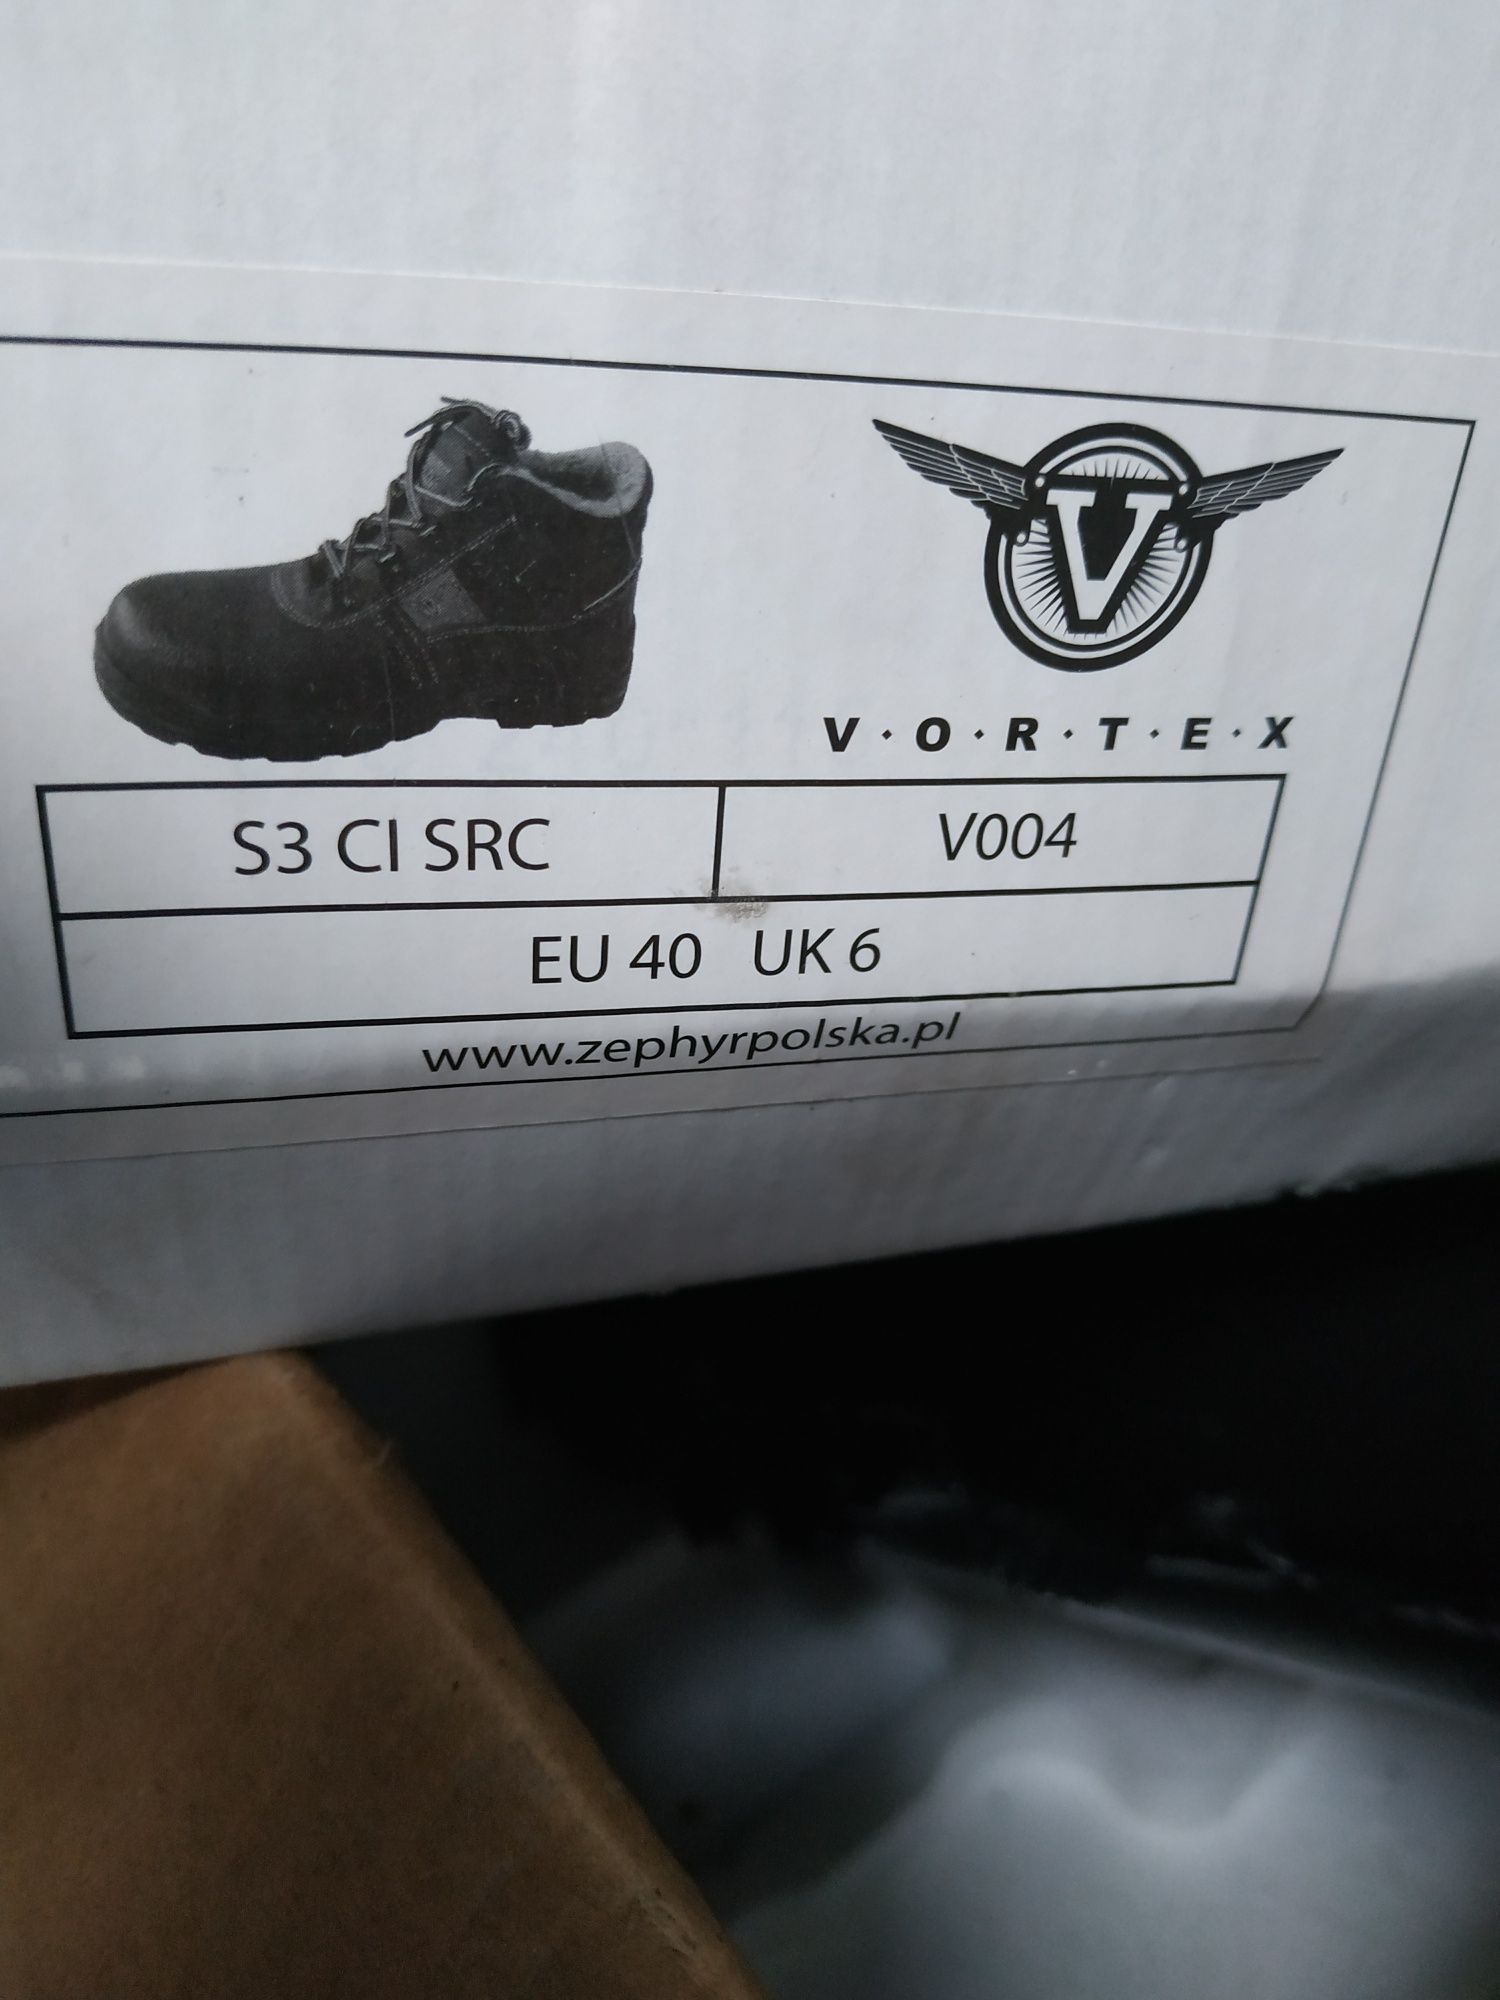 V
V·O·R·T·E·X
S3 CI SRC
V004
EU 40 UK 6
www.zephyrpolska.pl